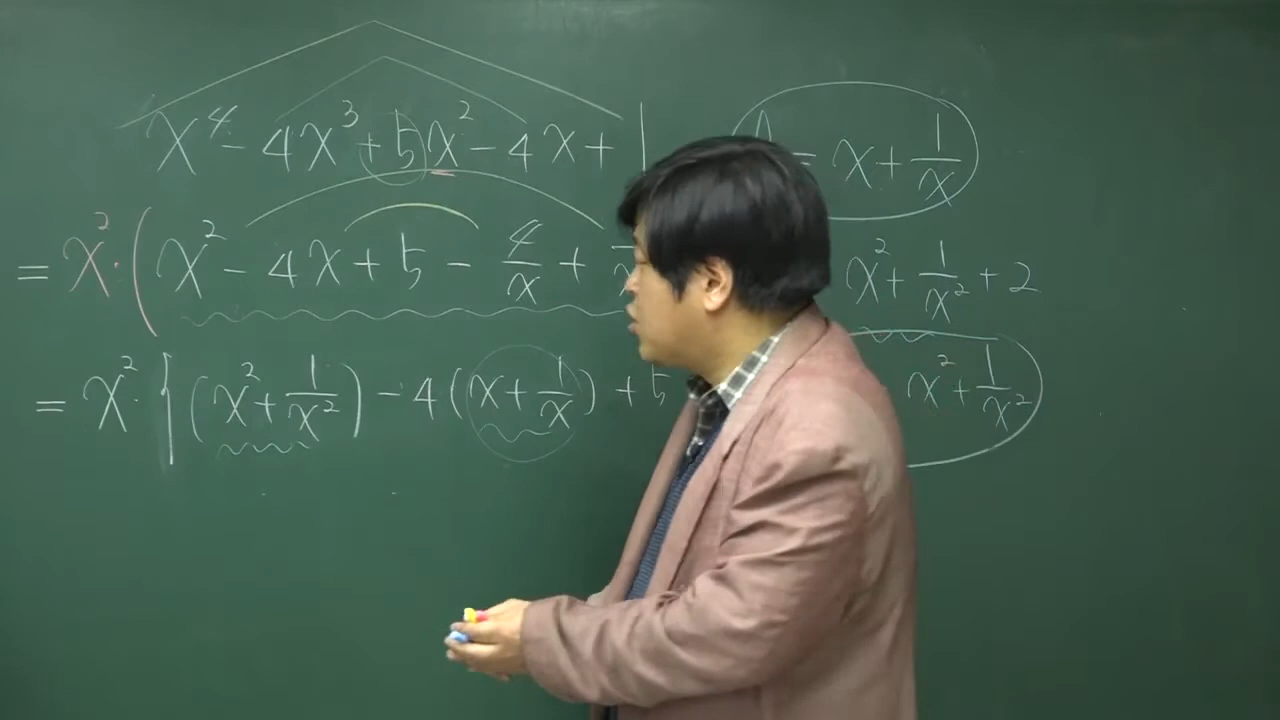 x⁴ - 4x³ + 5x² - 4x + 1
= x² · (x² - 4x + 5 - 4/x +
= x² · {(x² + 1/x²) - 4(x + 1/x) + 5
= x + 1/x
x² + 1/x² + 2
x² + 1/x²